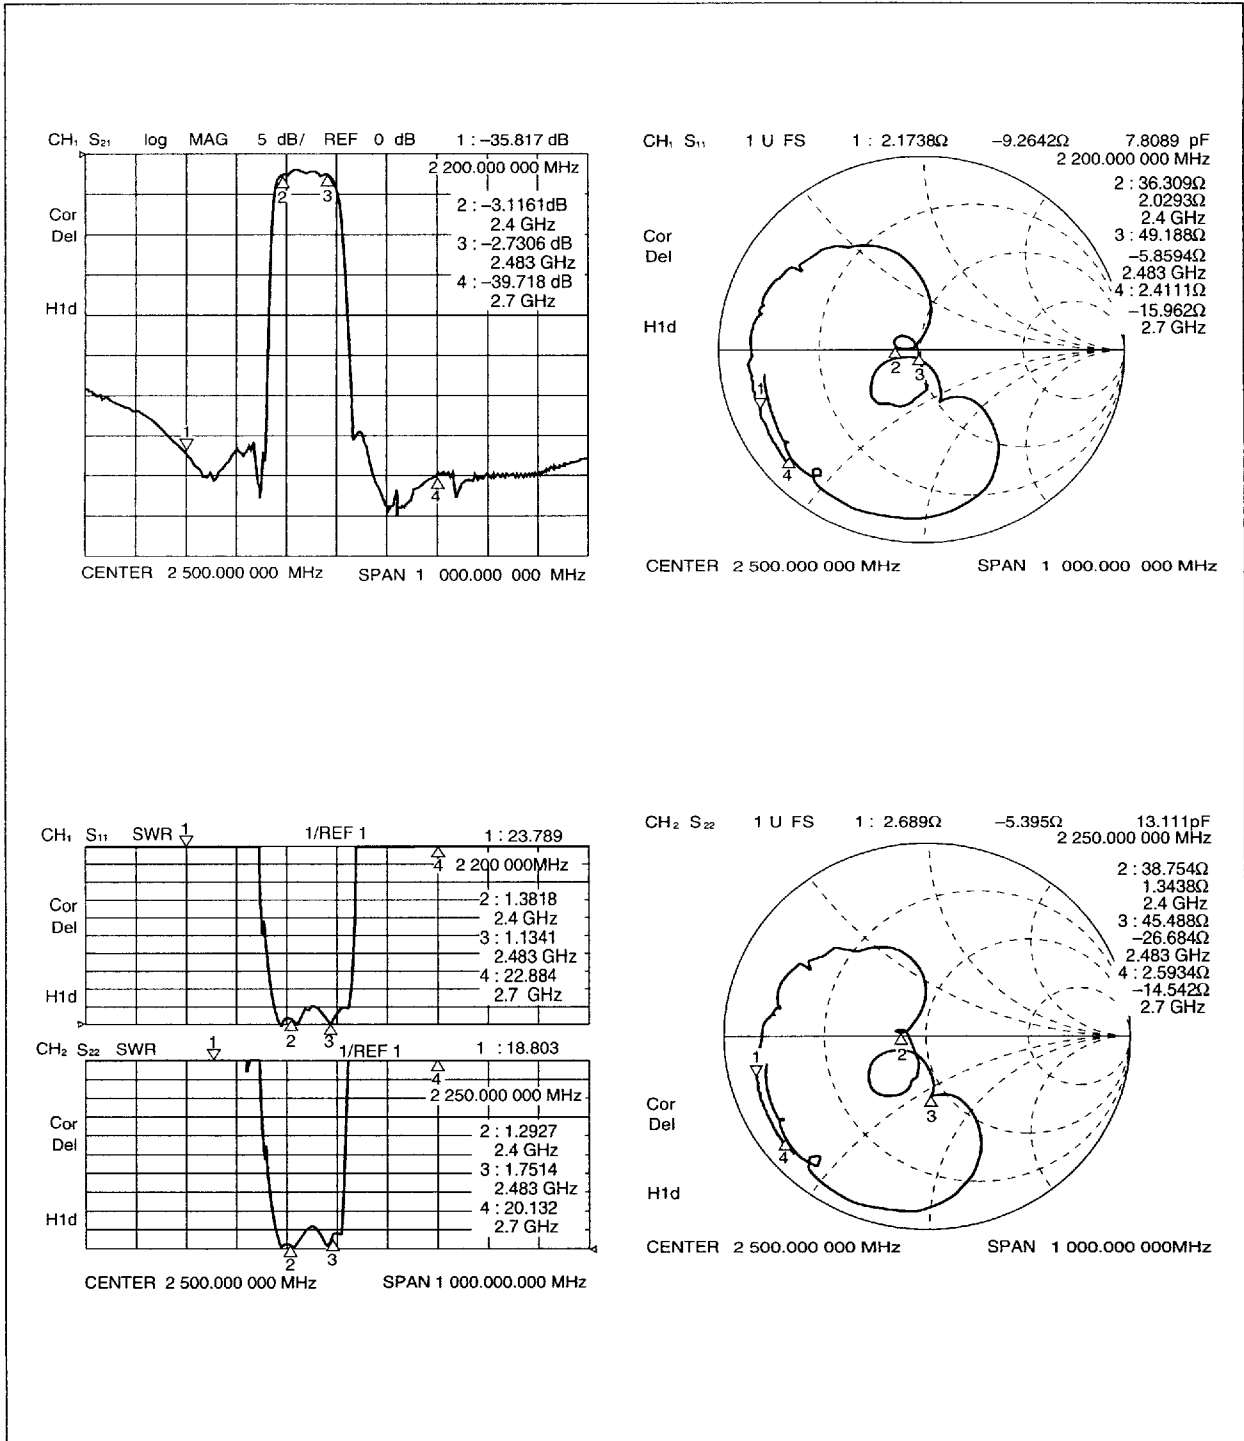 CH₁ S₂₁ log MAG 5 dB/ REF 0 dB 1 : −35.817 dB
2 200.000 000 MHz
2 : −3.1161dB
2.4 GHz
3 : −2.7306 dB
2.483 GHz
4 : −39.718 dB
2.7 GHz
Cor
Del
H1d
1
2
3
4
CENTER 2 500.000 000 MHz SPAN 1 000.000 000 MHz
CH₁ S₁₁ 1 U FS 1 : 2.1738Ω −9.2642Ω 7.8089 pF
2 200.000 000 MHz
2 : 36.309Ω
2.0293Ω
2.4 GHz
3 : 49.188Ω
−5.8594Ω
2.483 GHz
4 : 2.4111Ω
−15.962Ω
2.7 GHz
Cor
Del
H1d
1
2
3
4
CENTER 2 500.000 000 MHz SPAN 1 000.000 000 MHz
CH₁ S₁₁ SWR 1 1/REF 1 1 : 23.789
4 2 200 000MHz
2 : 1.3818
2.4 GHz
3 : 1.1341
2.483 GHz
4 : 22.884
2.7 GHz
Cor
Del
H1d
2 3
CH₂ S₂₂ SWR 1 1/REF 1 1 : 18.803
4
2 250.000 000 MHz
2 : 1.2927
2.4 GHz
3 : 1.7514
2.483 GHz
4 : 20.132
2.7 GHz
Cor
Del
H1d
2 3
CENTER 2 500.000 000 MHz SPAN 1 000.000.000 MHz
CH₂ S₂₂ 1 U FS 1 : 2.689Ω −5.395Ω 13.111pF
2 250.000 000 MHz
2 : 38.754Ω
1.3438Ω
2.4 GHz
3 : 45.488Ω
−26.684Ω
2.483 GHz
4 : 2.5934Ω
−14.542Ω
2.7 GHz
1
2
3
4
Cor
Del
H1d
CENTER 2 500.000 000 MHz SPAN 1 000.000 000MHz